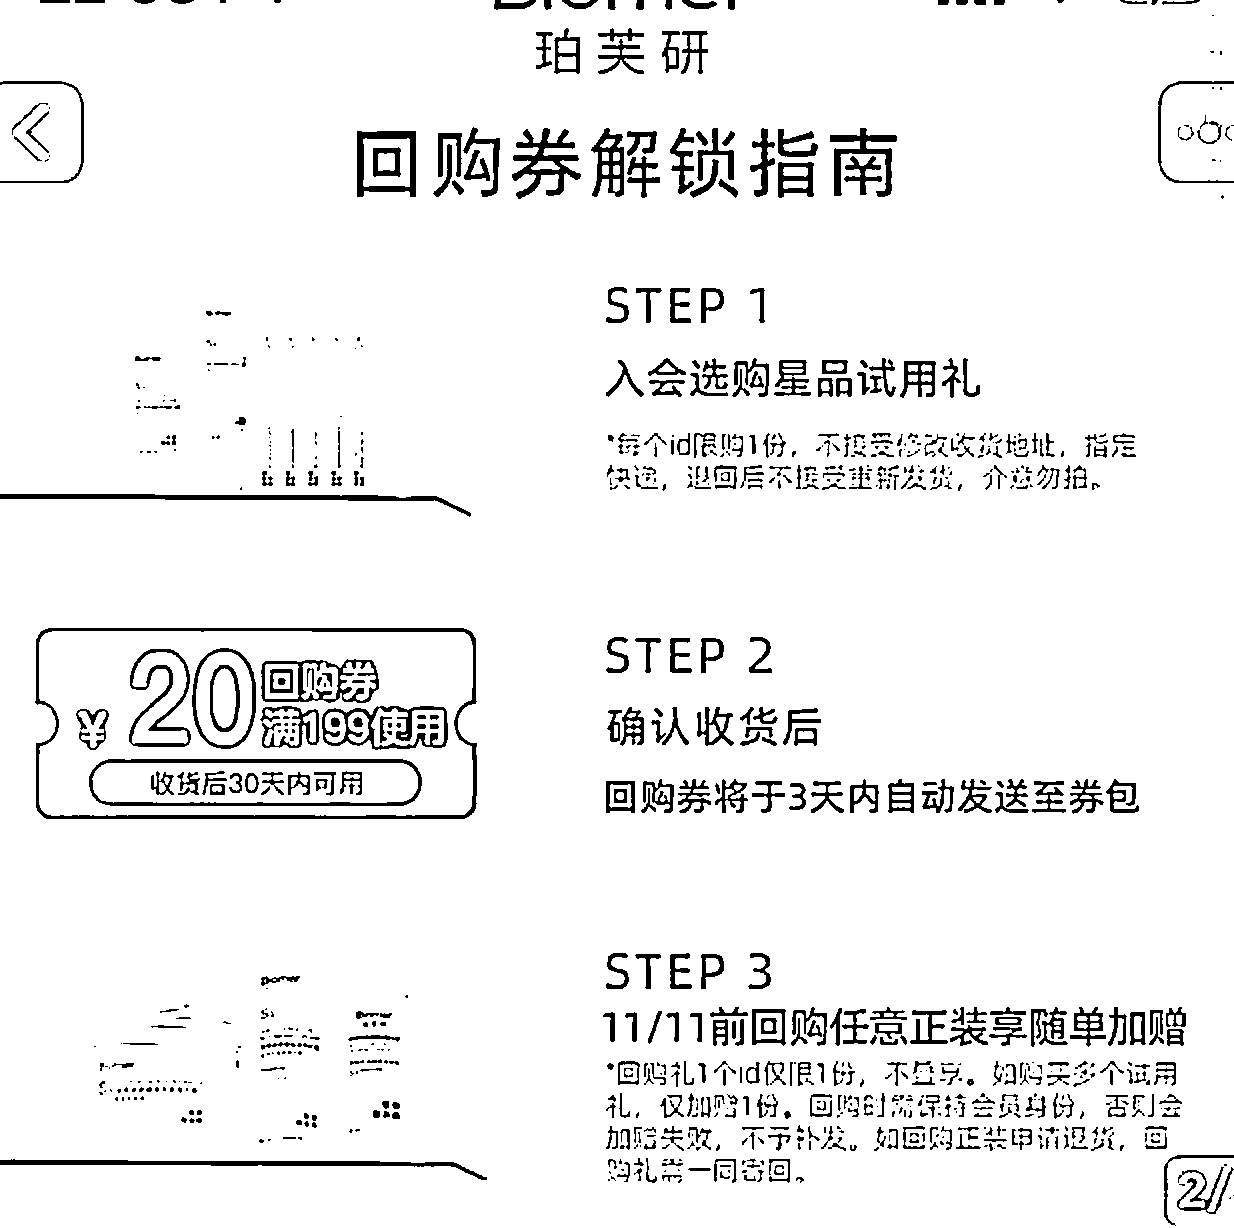 珀芙研
回购券解锁指南
STEP 1
入会选购星品试用礼
*每个id限购1份，不接受修改收货地址，指定
快递，退回后不接受重新发货，介意勿拍。
¥20回购券
满199使用
收货后30天内可用
STEP 2
确认收货后
回购券将于3天内自动发送至券包
STEP 3
11/11前回购任意正装享随单加赠
*回购礼1个id仅限1份，不叠享。如购买多个试用
礼，仅加赠1份。回购时需保持会员身份，否则会
加赠失败，不予补发。如回购正装申请退货，回
购礼需一同寄回。
2/